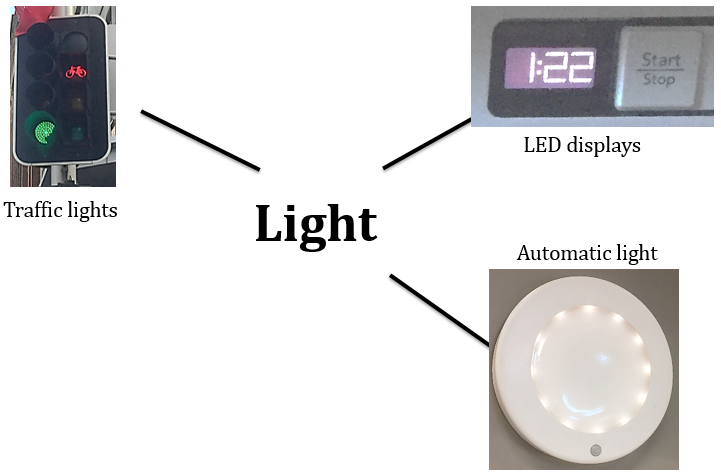 1:22
Start
Stop
LED displays
Traffic lights
Light
Automatic light